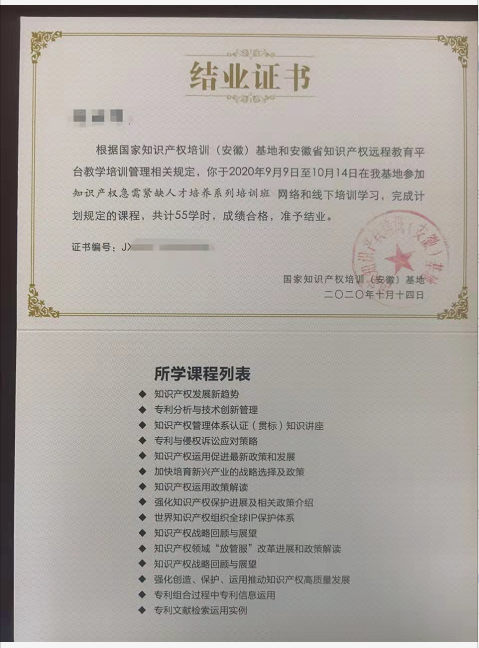 结业证书
根据国家知识产权培训（安徽）基地和安徽省知识产权远程教育平
台教学培训管理相关规定，你于2020年9月9日至10月14日在我基地参加
知识产权急需紧缺人才培养系列培训班 网络和线下培训学习，完成计
划规定的课程，共计55学时，成绩合格，准予结业。
证书编号：JX
国家知识产权培训（安徽）基地
二〇二〇年十月十四日
所学课程列表
◆ 知识产权发展新趋势
◆ 专利分析与技术创新管理
◆ 知识产权管理体系认证（贯标）知识讲座
◆ 专利与侵权诉讼应对策略
◆ 知识产权运用促进最新政策和发展
◆ 加快培育新兴产业的战略选择及政策
◆ 知识产权运用政策解读
◆ 强化知识产权保护进展及相关政策介绍
◆ 世界知识产权组织全球IP保护体系
◆ 知识产权战略回顾与展望
◆ 知识产权领域“放管服”改革进展和政策解读
◆ 知识产权战略回顾与展望
◆ 强化创造、保护、运用推动知识产权高质量发展
◆ 专利组合过程中专利信息运用
◆ 专利文献检索运用实例